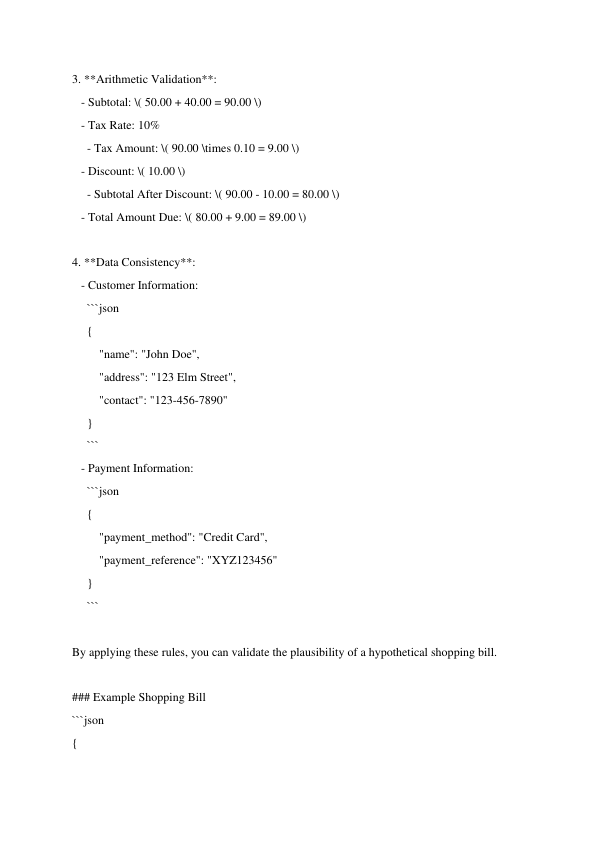 3. **Arithmetic Validation**:
- Subtotal: \( 50.00 + 40.00 = 90.00 \)
- Tax Rate: 10%
- Tax Amount: \( 90.00 \times 0.10 = 9.00 \)
- Discount: \( 10.00 \)
- Subtotal After Discount: \( 90.00 - 10.00 = 80.00 \)
- Total Amount Due: \( 80.00 + 9.00 = 89.00 \)
4. **Data Consistency**:
- Customer Information:
```json
{
"name": "John Doe",
"address": "123 Elm Street",
"contact": "123-456-7890"
}
```
- Payment Information:
```json
{
"payment_method": "Credit Card",
"payment_reference": "XYZ123456"
}
```
By applying these rules, you can validate the plausibility of a hypothetical shopping bill.
### Example Shopping Bill
```json
{